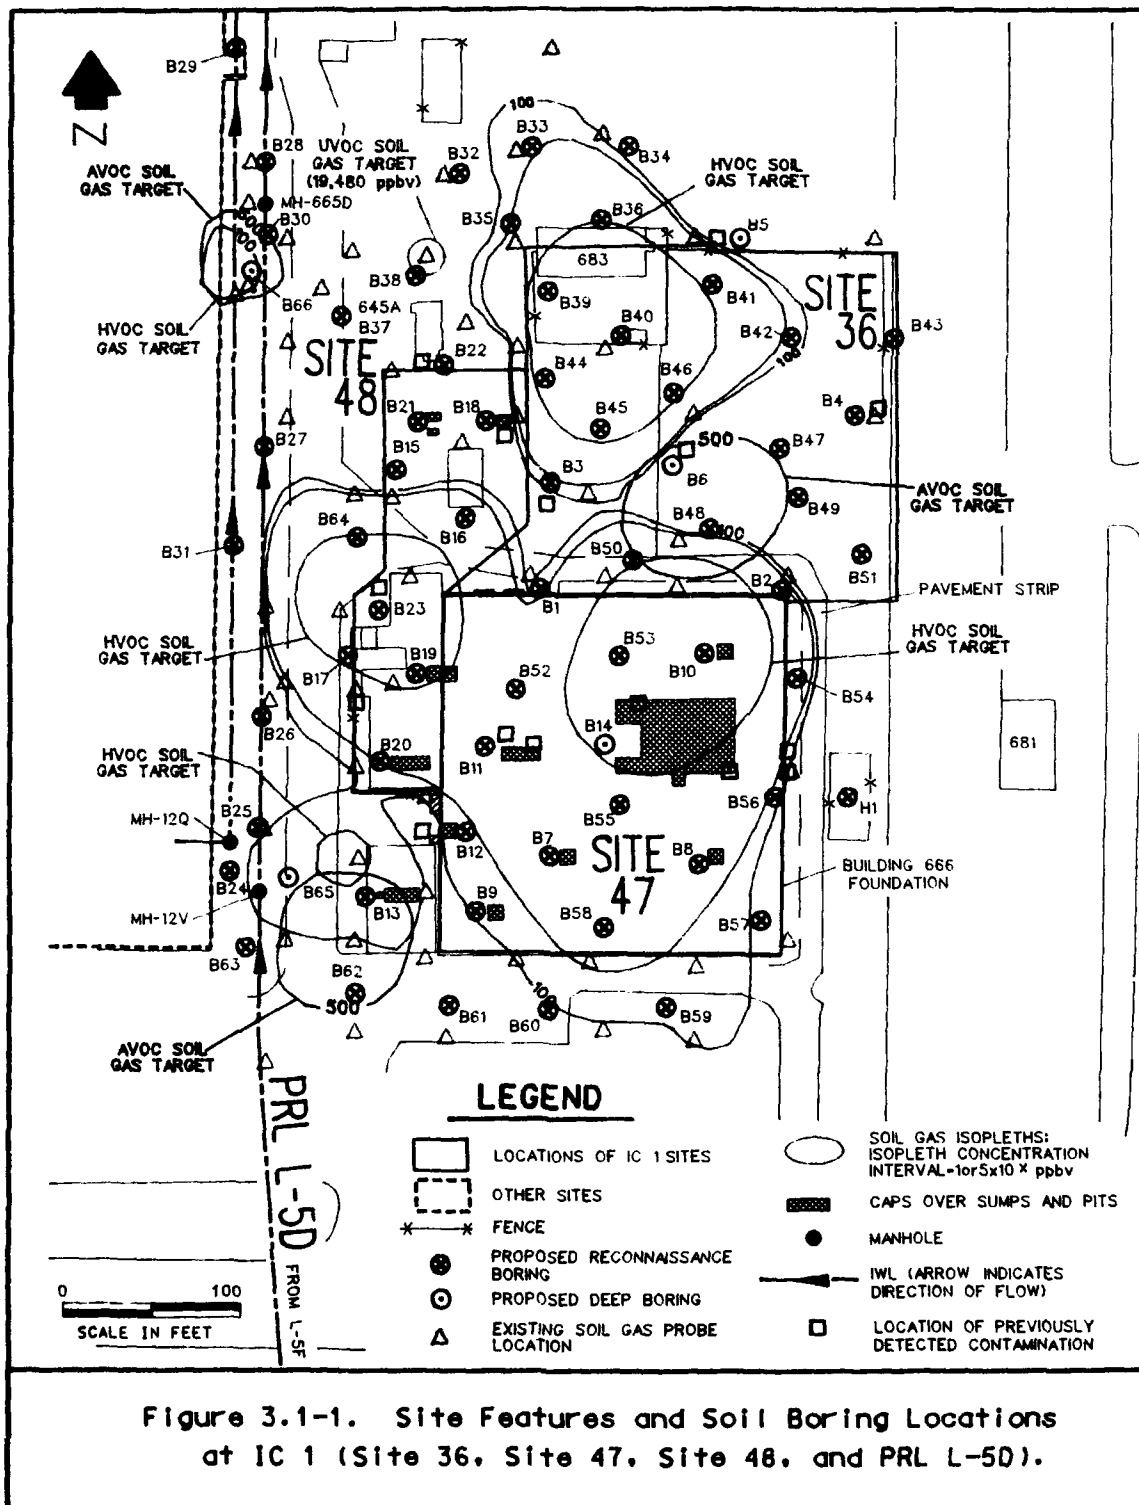 B29
Z
B28
UVOC SOIL
GAS TARGET
(19,480 ppbv)
AVOC SOIL
GAS TARGET
MH-665D
B30
B32
100
B33
B34
HVOC SOIL
GAS TARGET
B35
B36
B5
683
B38
B66
100
HVOC SOIL
GAS TARGET
645A
B37
B39
B40
B41
SITE
36
B42
B43
100
SITE
48
B22
B44
B46
B45
B4
B21
B18
B27
B15
B3
500
B47
B6
AVOC SOIL
GAS TARGET
B49
B64
B16
B48
B31
B50
B51
B1
B2
PAVEMENT STRIP
B23
HVOC SOIL
GAS TARGET
HVOC SOIL
GAS TARGET
B53
B10
B17
B19
B52
B54
B26
B14
681
HVOC SOIL
GAS TARGET
B20
B11
B25
MH-12Q
B56
B55
H1
B12
B7
SITE
47
B8
BUILDING 666
FOUNDATION
B24
B65
B13
B9
MH-12V
B58
B57
B63
B62
500
B61
100
B60
B59
AVOC SOIL
GAS TARGET
PRL L-5D
FROM L-5F
LEGEND
LOCATIONS OF IC 1 SITES
OTHER SITES
FENCE
PROPOSED RECONNAISSANCE
BORING
PROPOSED DEEP BORING
EXISTING SOIL GAS PROBE
LOCATION
SOIL GAS ISOPLETHS:
ISOPLETH CONCENTRATION
INTERVAL=1or5x10 x ppbv
CAPS OVER SUMPS AND PITS
MANHOLE
IWL (ARROW INDICATES
DIRECTION OF FLOW)
LOCATION OF PREVIOUSLY
DETECTED CONTAMINATION
0 100
SCALE IN FEET
Figure 3.1-1. Site Features and Soil Boring Locations
at IC 1 (Site 36, Site 47, Site 48, and PRL L-5D).